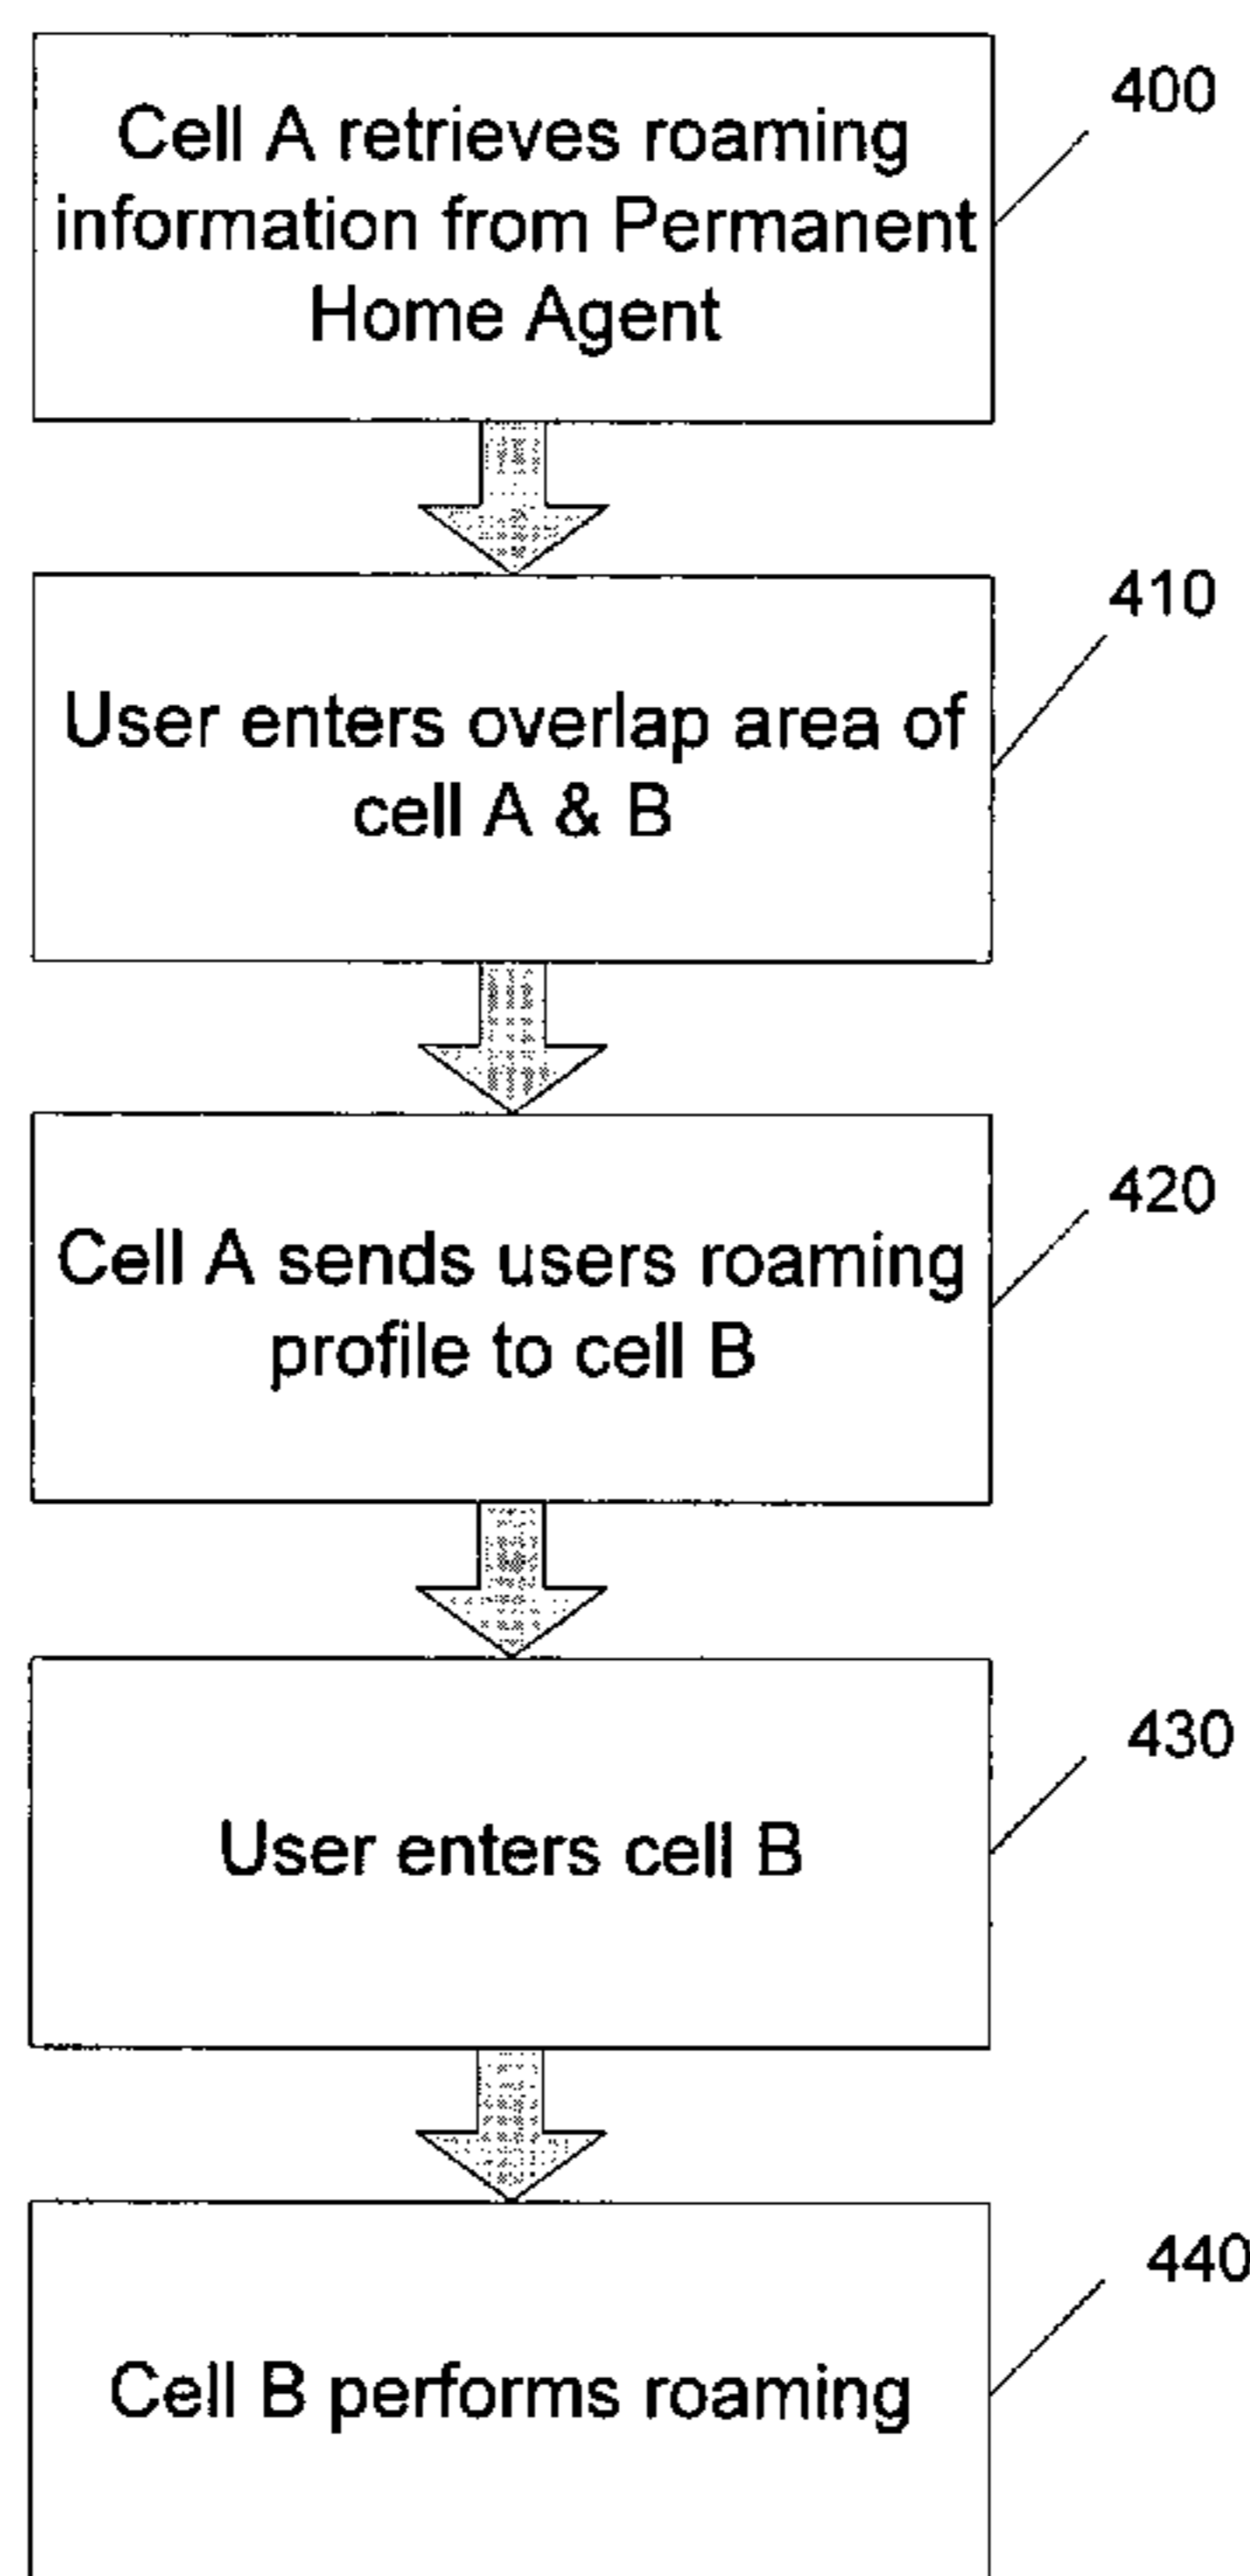 Cell A retrieves roaming
information from Permanent
Home Agent
400
User enters overlap area of
cell A & B
410
Cell A sends users roaming
profile to cell B
420
User enters cell B
430
Cell B performs roaming
440